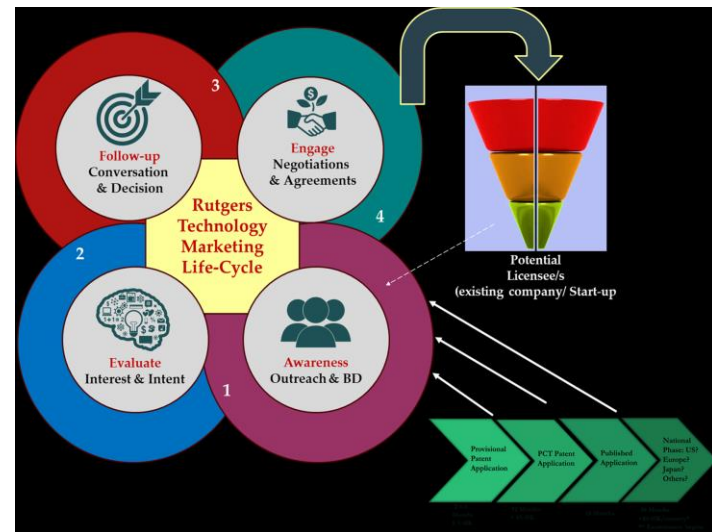 3
Follow-up
Conversation
& Decision
$
Engage
Negotiations
& Agreements
4
Rutgers
Technology
Marketing
Life-Cycle
2
Evaluate
Interest & Intent
1
Awareness
Outreach & BD
Potential
Licensee/s
(existing company/ Start-up
Provisional
Patent
Application
PCT Patent
Application
Published
Application
National
Phase: US?
Europe?
Japan?
Others?